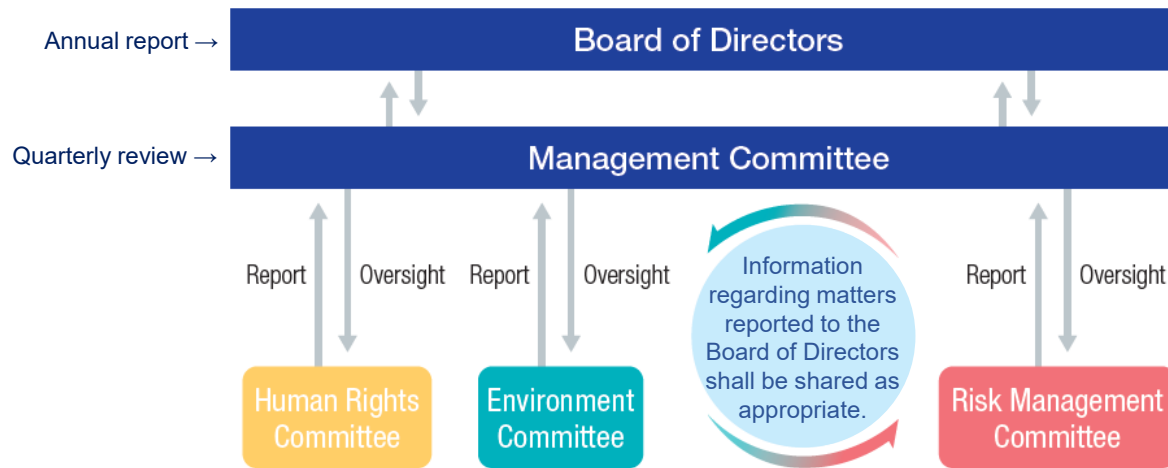 Annual report →
Board of Directors
Quarterly review →
Management Committee
Report
Oversight
Report
Oversight
Information
regarding matters
reported to the
Board of Directors
shall be shared as
appropriate.
Report
Oversight
Human Rights
Committee
Environment
Committee
Risk Management
Committee